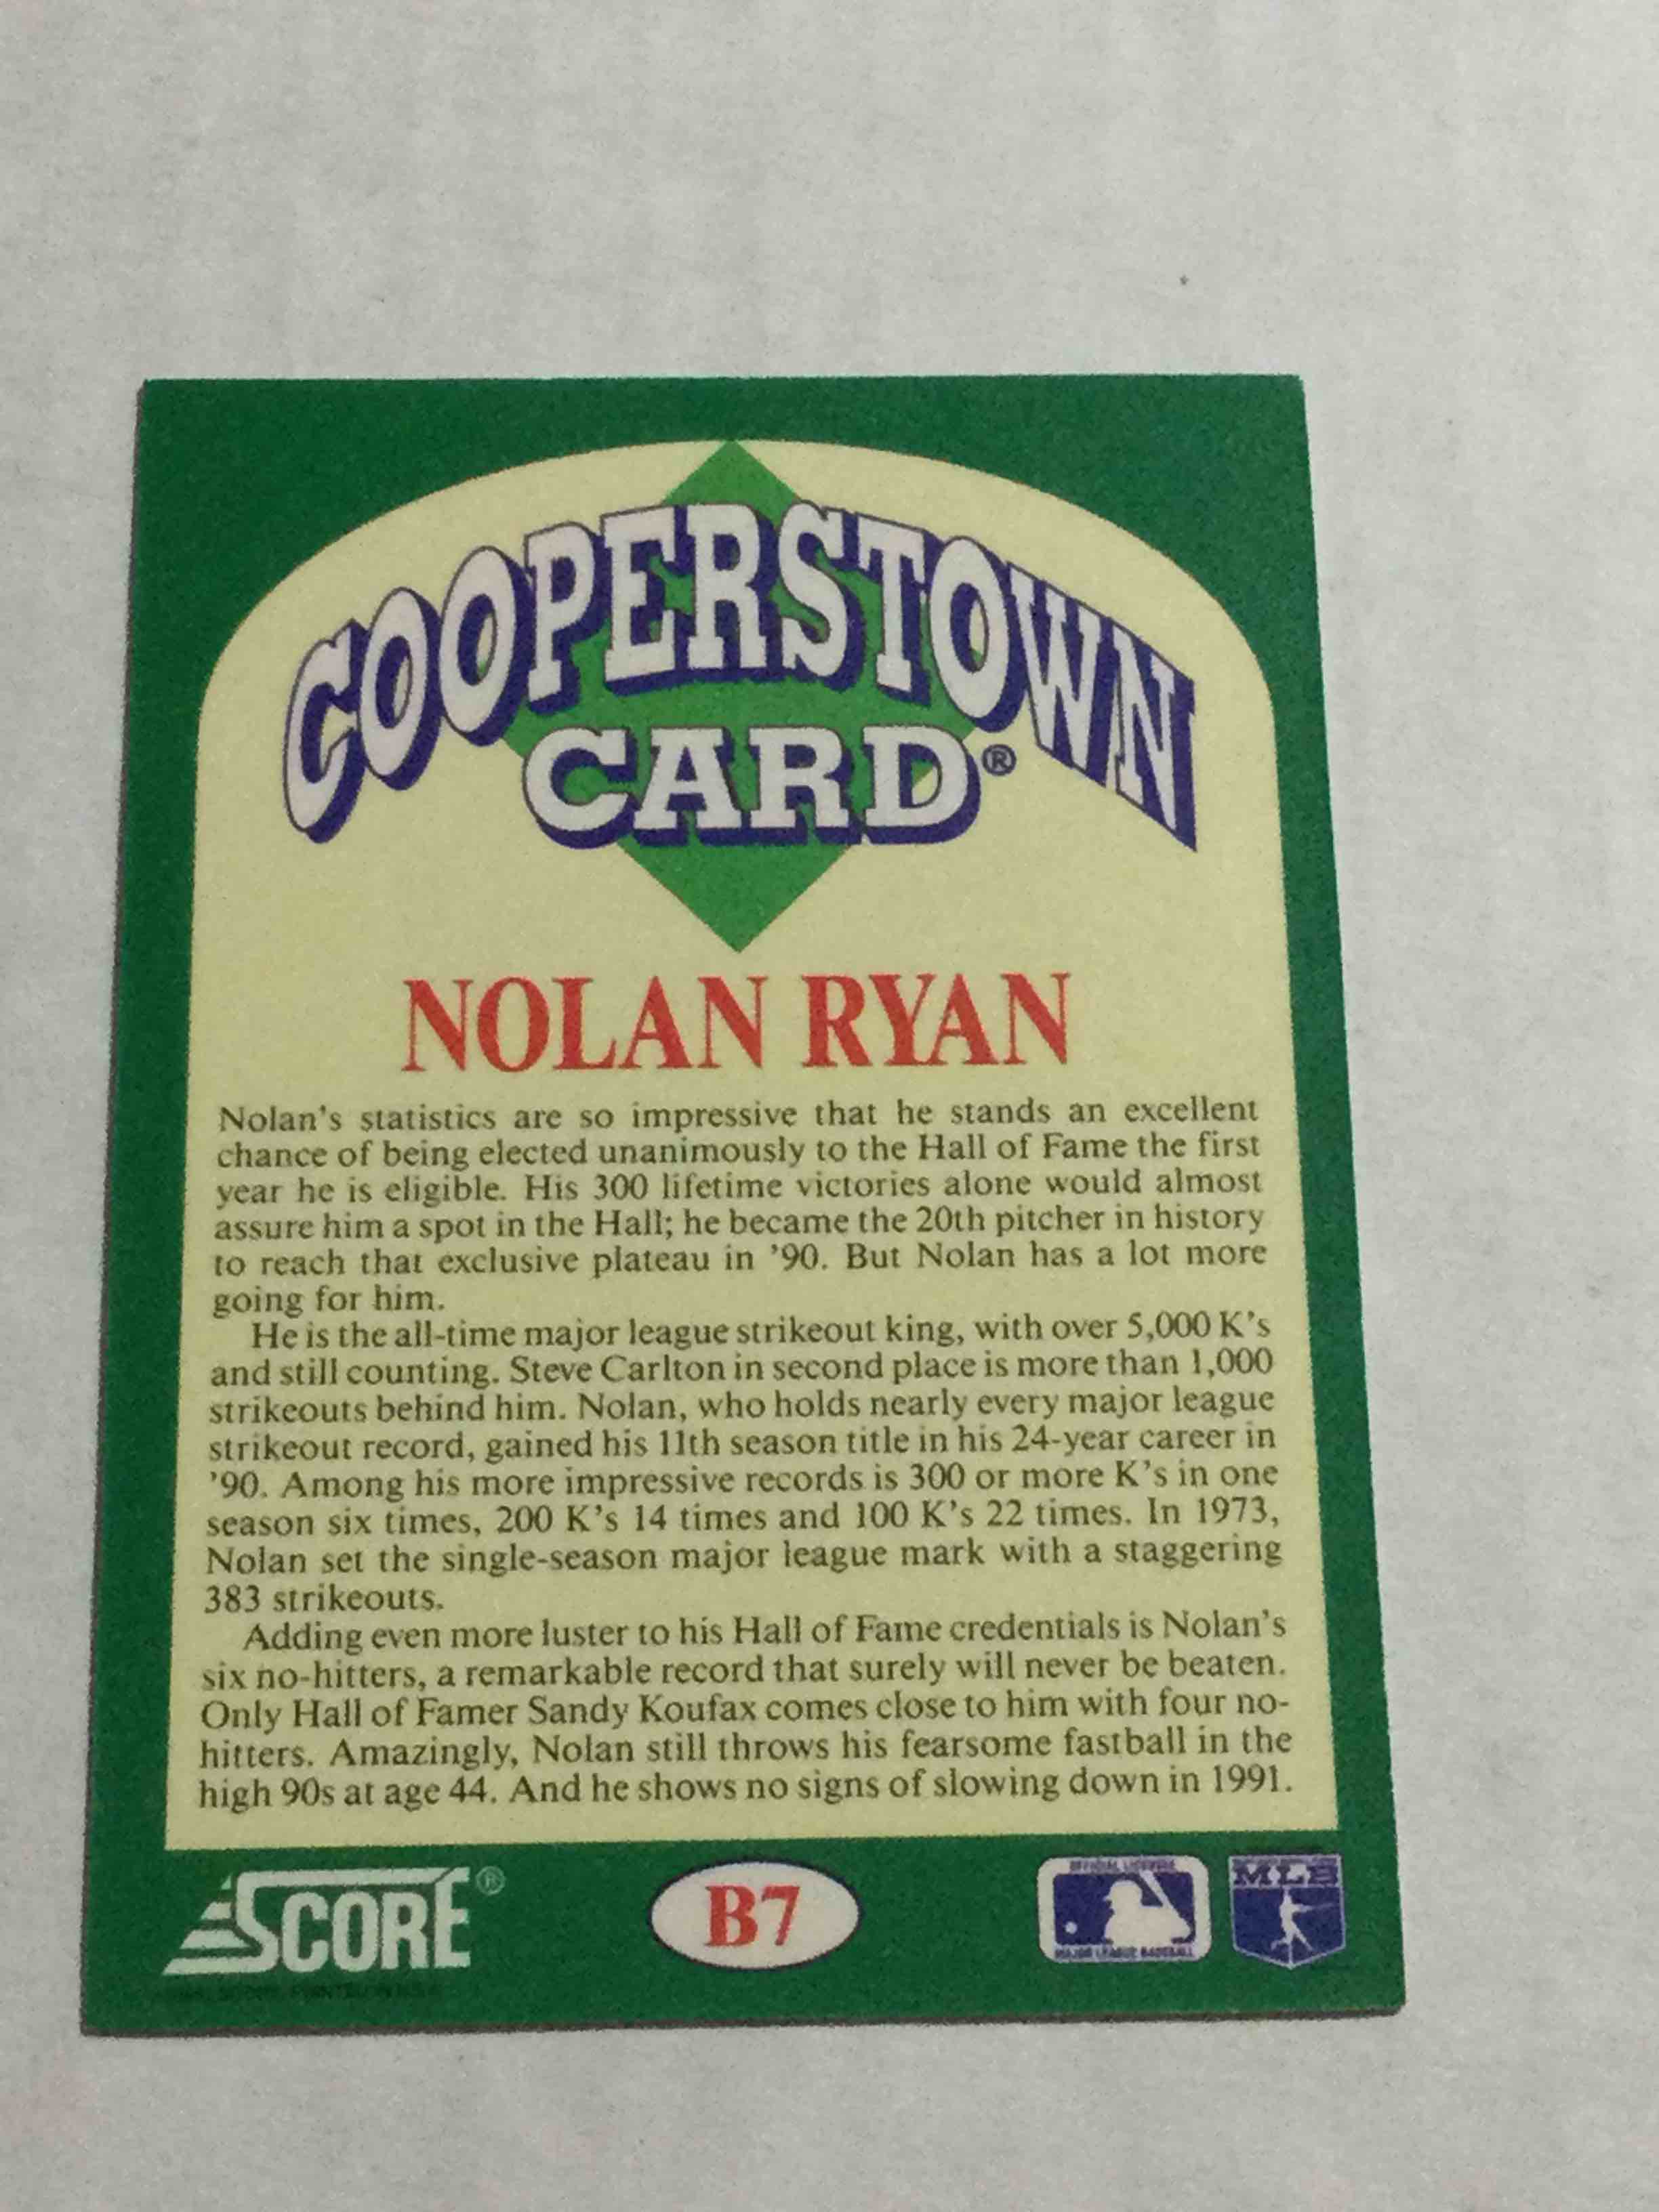 COOPERSTOWN
CARD®
NOLAN RYAN
Nolan's statistics are so impressive that he stands an excellent
chance of being elected unanimously to the Hall of Fame the first
year he is eligible. His 300 lifetime victories alone would almost
assure him a spot in the Hall; he became the 20th pitcher in history
to reach that exclusive plateau in '90. But Nolan has a lot more
going for him.
He is the all-time major league strikeout king, with over 5,000 K's
and still counting. Steve Carlton in second place is more than 1,000
strikeouts behind him. Nolan, who holds nearly every major league
strikeout record, gained his 11th season title in his 24-year career in
'90. Among his more impressive records is 300 or more K's in one
season six times, 200 K's 14 times and 100 K's 22 times. In 1973,
Nolan set the single-season major league mark with a staggering
383 strikeouts.
Adding even more luster to his Hall of Fame credentials is Nolan's
six no-hitters, a remarkable record that surely will never be beaten.
Only Hall of Famer Sandy Koufax comes close to him with four no-
hitters. Amazingly, Nolan still throws his fearsome fastball in the
high 90s at age 44. And he shows no signs of slowing down in 1991.
SCORE®
B7
MAJOR LEAGUE BASEBALL
MLB